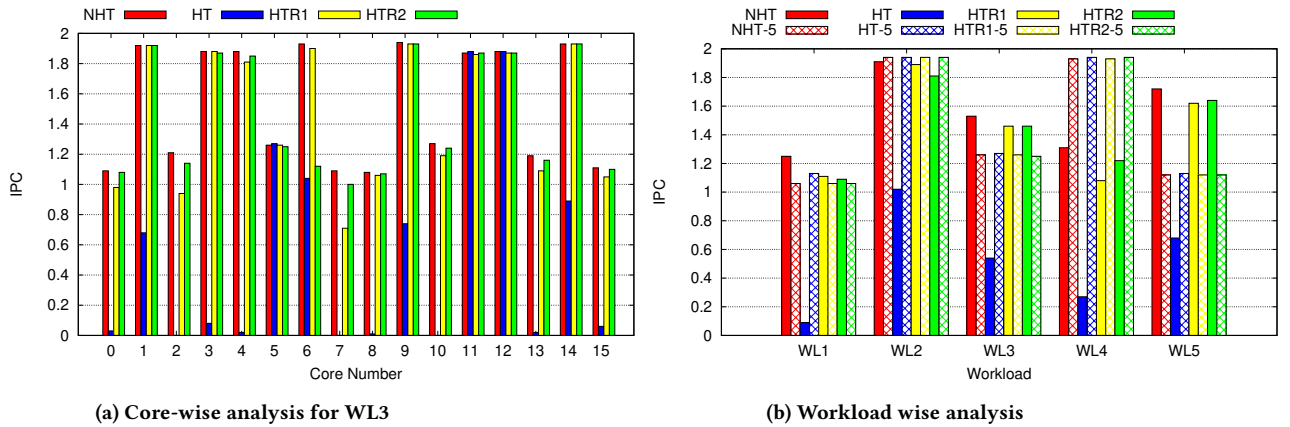 NHT HT HTR1 HTR2
2
1.8
1.6
1.4
1.2
1
0.8
0.6
0.4
0.2
0
IPC
0 1 2 3 4 5 6 7 8 9 10 11 12 13 14 15
Core Number
(a) Core-wise analysis for WL3
NHT HT HTR1 HTR2
NHT-5 HT-5 HTR1-5 HTR2-5
2
1.8
1.6
1.4
1.2
1
0.8
0.6
0.4
0.2
0
IPC
WL1 WL2 WL3 WL4 WL5
Workload
(b) Workload wise analysis